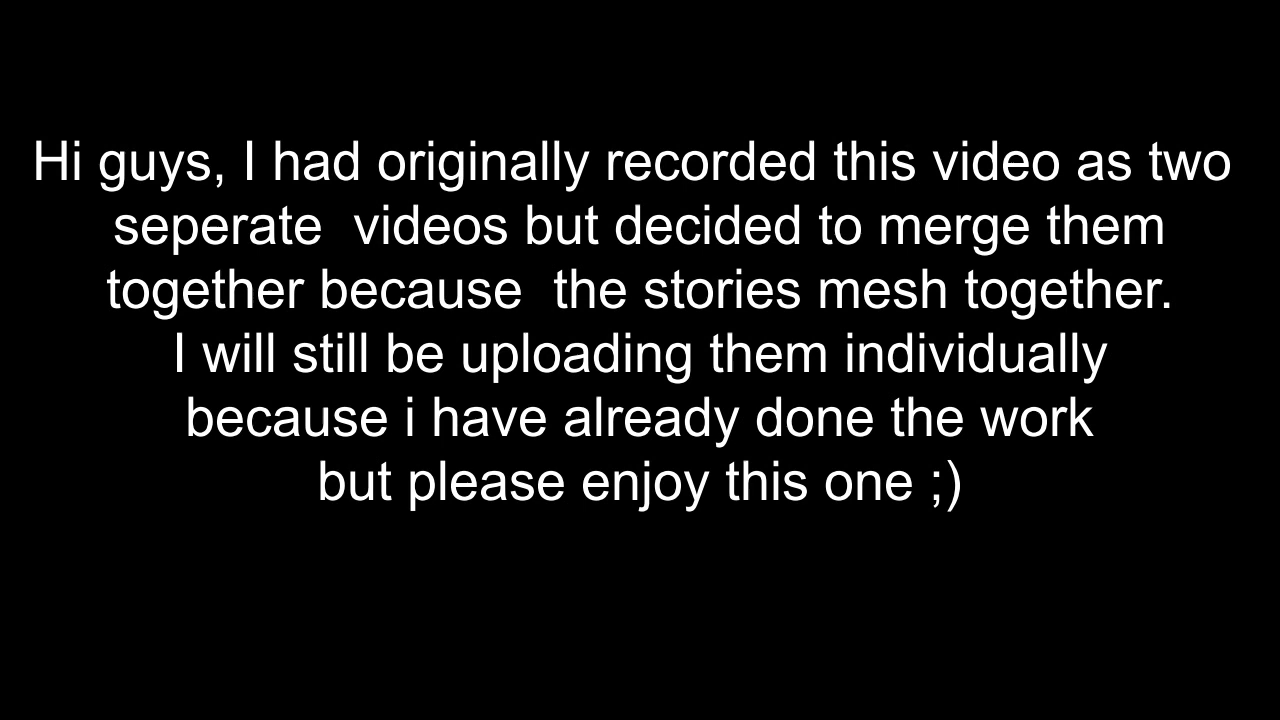 Hi guys, I had originally recorded this video as two
seperate  videos but decided to merge them
together because  the stories mesh together.
I will still be uploading them individually
because i have already done the work
but please enjoy this one ;)